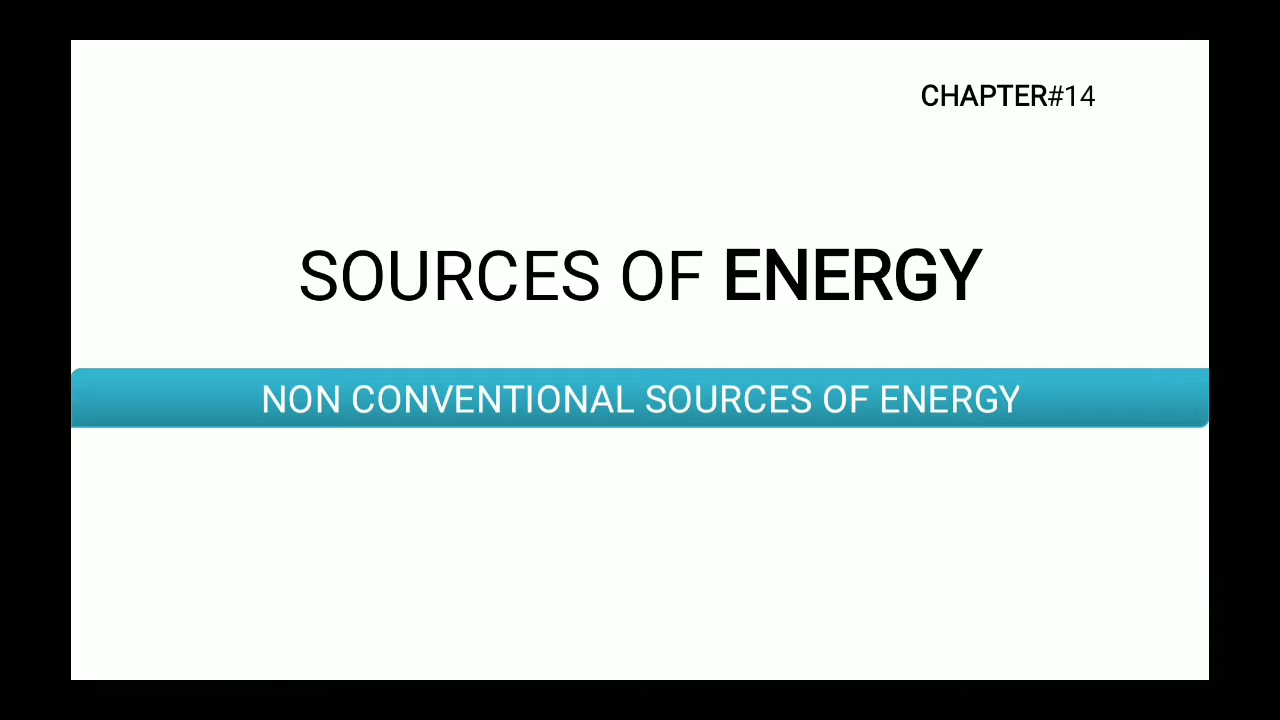 CHAPTER#14
SOURCES OF ENERGY
NON CONVENTIONAL SOURCES OF ENERGY